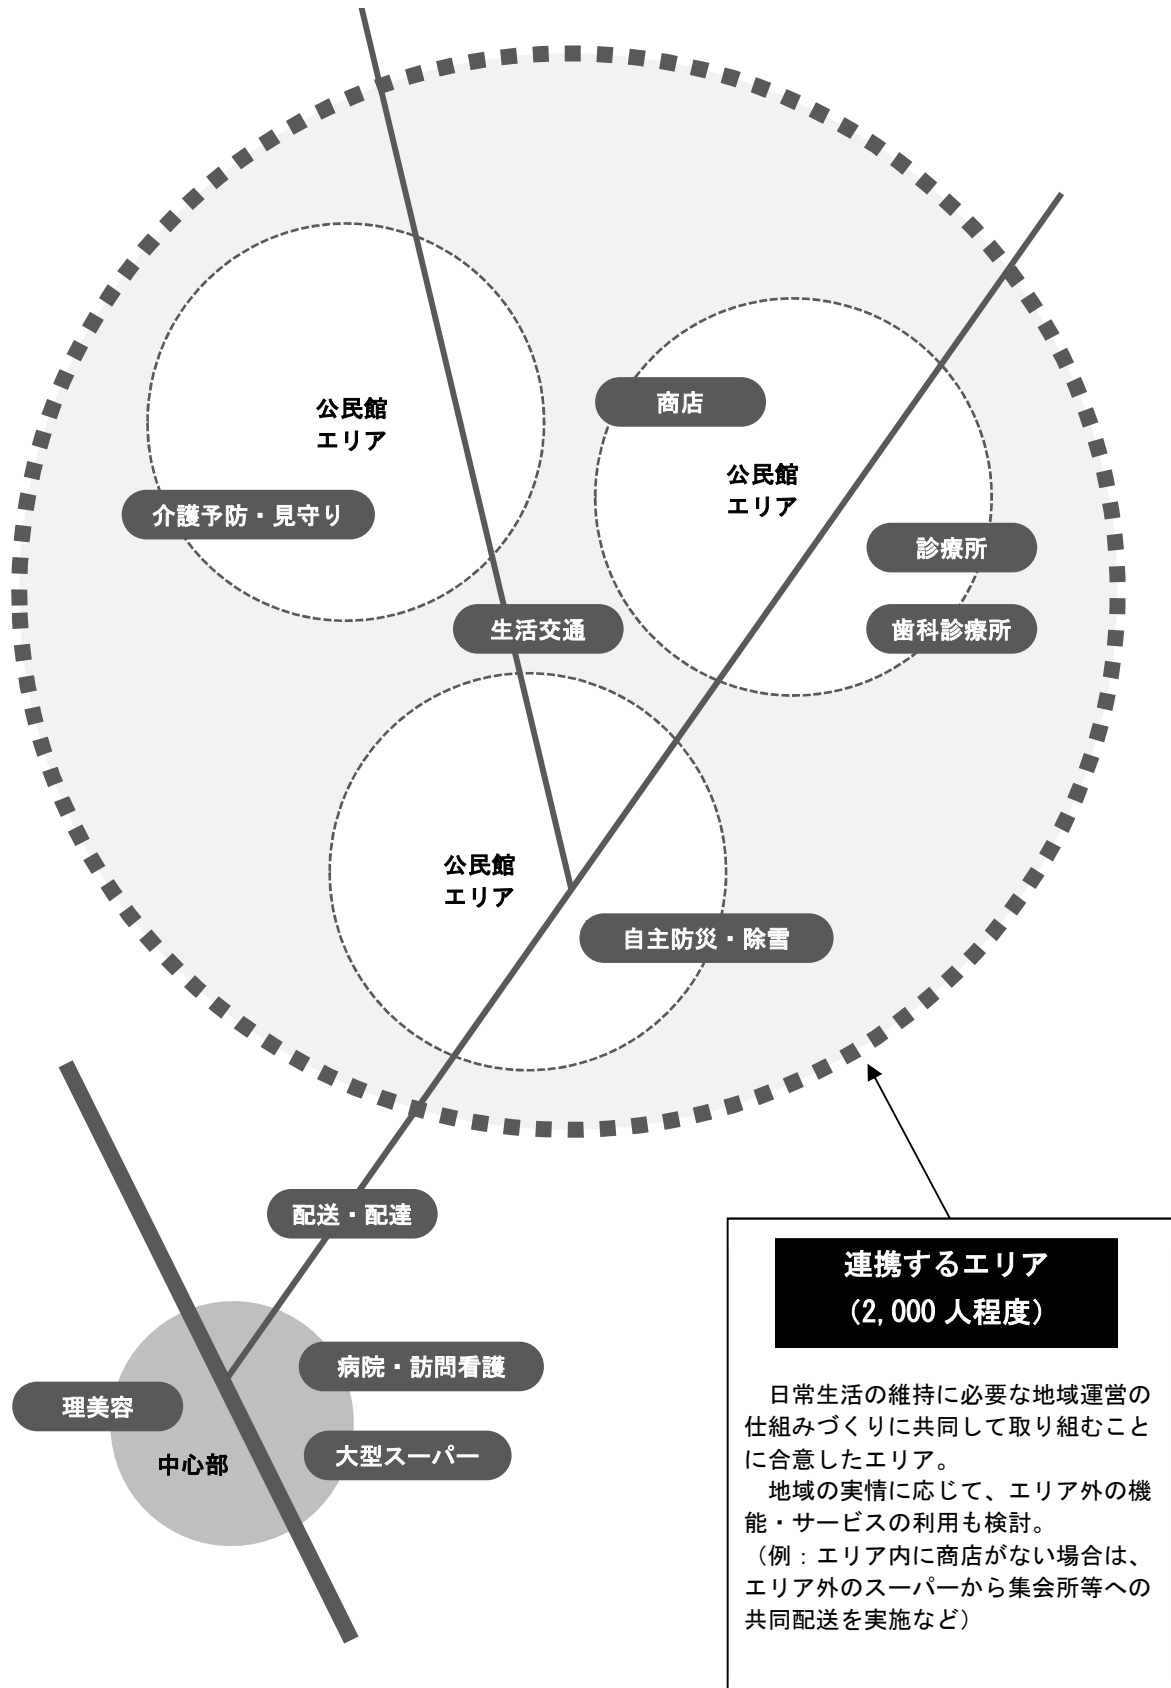 公民館
エリア
商店
公民館
エリア
介護予防・見守り
診療所
生活交通
歯科診療所
公民館
エリア
自主防災・除雪
配送・配達
連携するエリア
（2,000 人程度）
病院・訪問看護
理美容
大型スーパー
中心部
日常生活の維持に必要な地域運営の
仕組みづくりに共同して取り組むこと
に合意したエリア。
地域の実情に応じて、エリア外の機
能・サービスの利用も検討。
（例：エリア内に商店がない場合は、
エリア外のスーパーから集会所等への
共同配送を実施など）